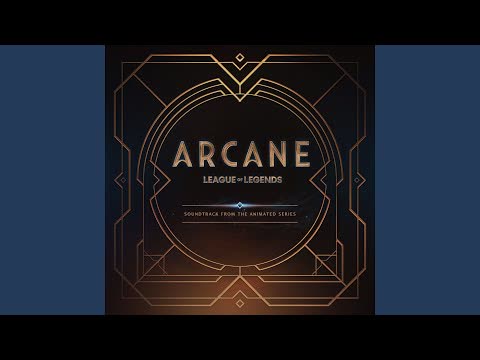 ARCANE
LEAGUE OF LEGENDS
SOUNDTRACK FROM THE ANIMATED SERIES